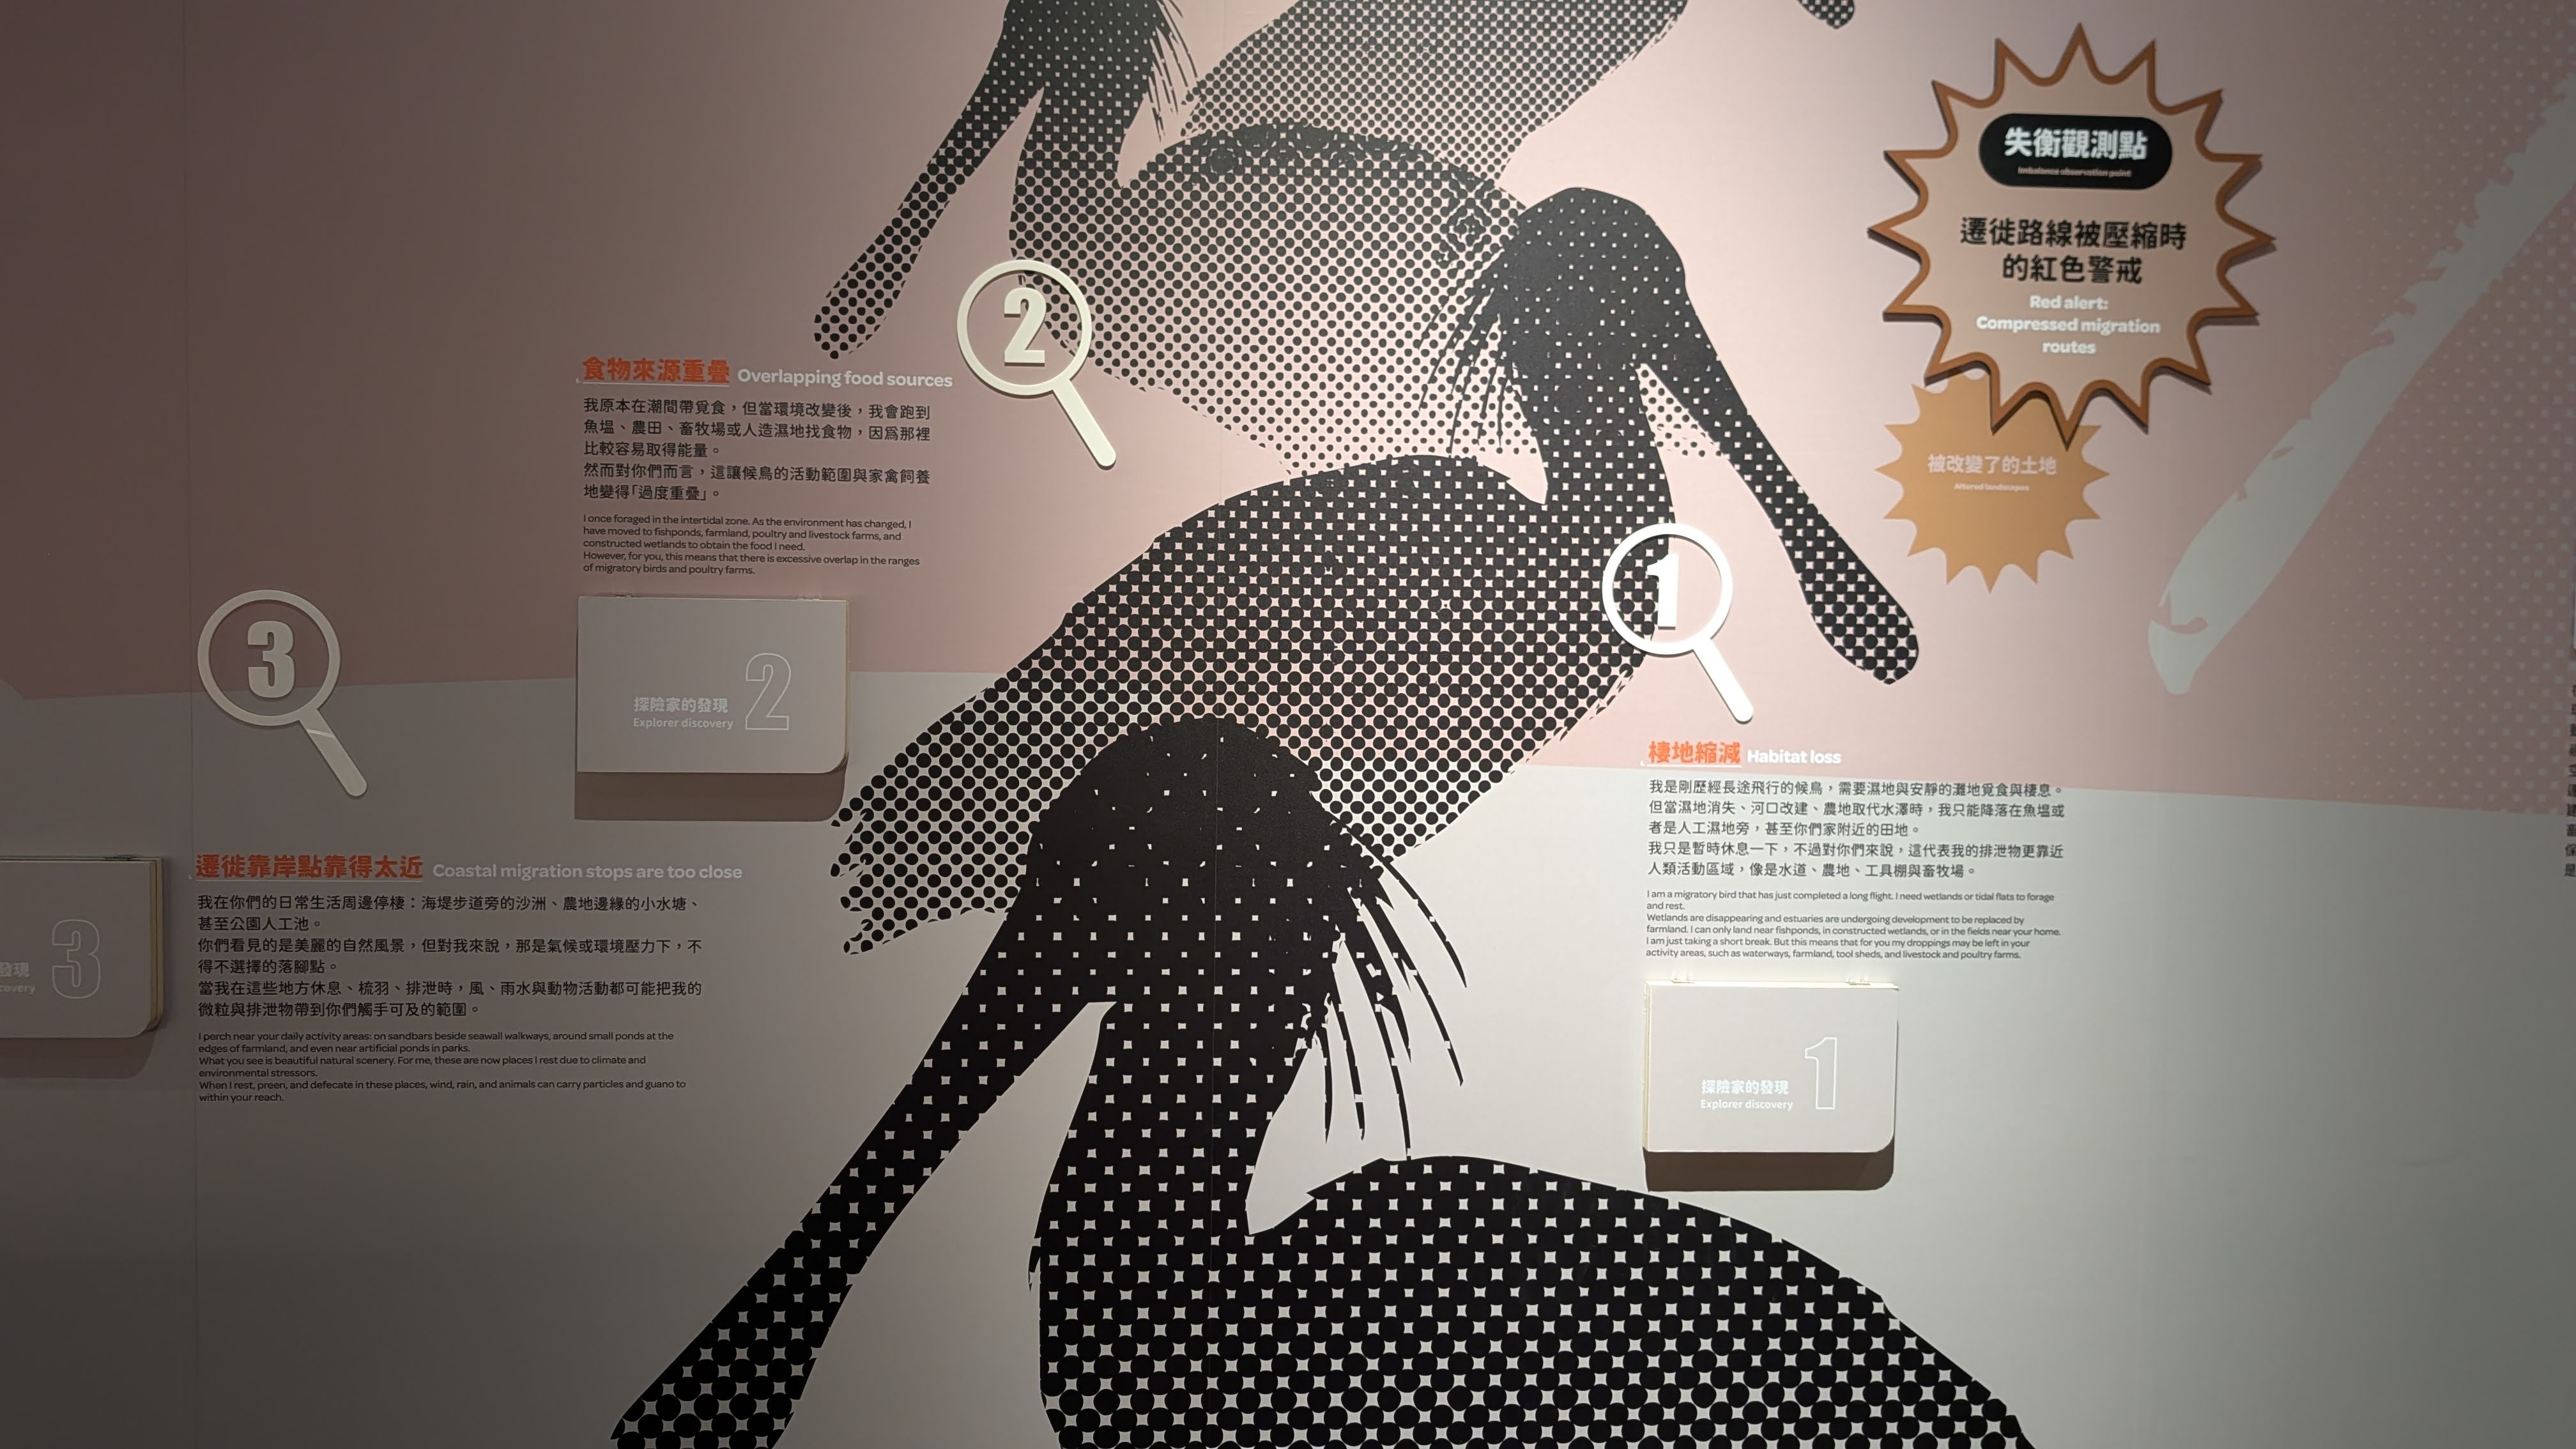 失衡觀測點
Imbalance observation point
遷徙路線被壓縮時
的紅色警戒
Red alert:
Compressed migration
routes
被改變了的土地
Altered landscapes
1
棲地縮減 Habitat loss
我是剛歷經長途飛行的候鳥，需要濕地與安靜的灘地覓食與棲息。
但當濕地消失、河口改建、農地取代水澤時，我只能降落在魚塭或
者是人工濕地旁，甚至你們家附近的田地。
我只是暫時休息一下，不過對你們來說，這代表我的排泄物更靠近
人類活動區域，像是水道、農地、工具棚與畜牧場。
I am a migratory bird that has just completed a long flight. I need wetlands or tidal flats to forage
and rest.
Wetlands are disappearing and estuaries are undergoing development to be replaced by
farmland. I can only land near fishponds, in constructed wetlands, or in the fields near your home.
I am just taking a short break. But this means that for you my droppings may be left in your
activity areas, such as waterways, farmland, tool sheds, and livestock and poultry farms.
探險家的發現
Explorer discovery
1
2
食物來源重疊 Overlapping food sources
我原本在潮間帶覓食，但當環境改變後，我會跑到
魚塭、農田、畜牧場或人造濕地找食物，因為那裡
比較容易取得能量。
然而對你們而言，這讓候鳥的活動範圍與家禽飼養
地變得「過度重疊」。
I once foraged in the intertidal zone. As the environment has changed, I
have moved to fishponds, farmland, poultry and livestock farms, and
constructed wetlands to obtain the food I need.
However, for you, this means that there is excessive overlap in the ranges
of migratory birds and poultry farms.
探險家的發現
Explorer discovery
2
3
遷徙靠岸點靠得太近 Coastal migration stops are too close
我在你們的日常生活周邊停棲：海堤步道旁的沙洲、農地邊緣的小水塘、
甚至公園人工池。
你們看見的是美麗的自然風景，但對我來說，那是氣候或環境壓力下，不
得不選擇的落腳點。
當我在這些地方休息、梳羽、排泄時，風、雨水與動物活動都可能把我的
微粒與排泄物帶到你們觸手可及的範圍。
I perch near your daily activity areas: on sandbars beside seawall walkways, around small ponds at the
edges of farmland, and even near artificial ponds in parks.
What you see is beautiful natural scenery. For me, these are now places I rest due to climate and
environmental stressors.
When I rest, preen, and defecate in these places, wind, rain, and animals can carry particles and guano to
within your reach.
發現
covery
3